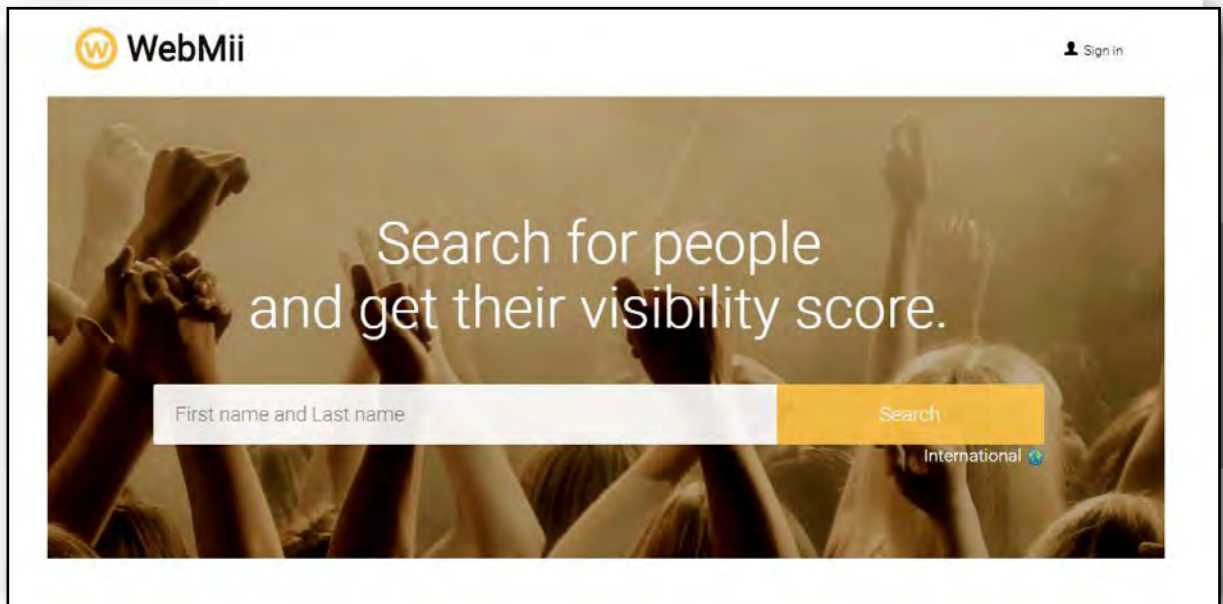 WebMii
Sign in
Search for people
and get their visibility score.
First name and Last name
Search
International